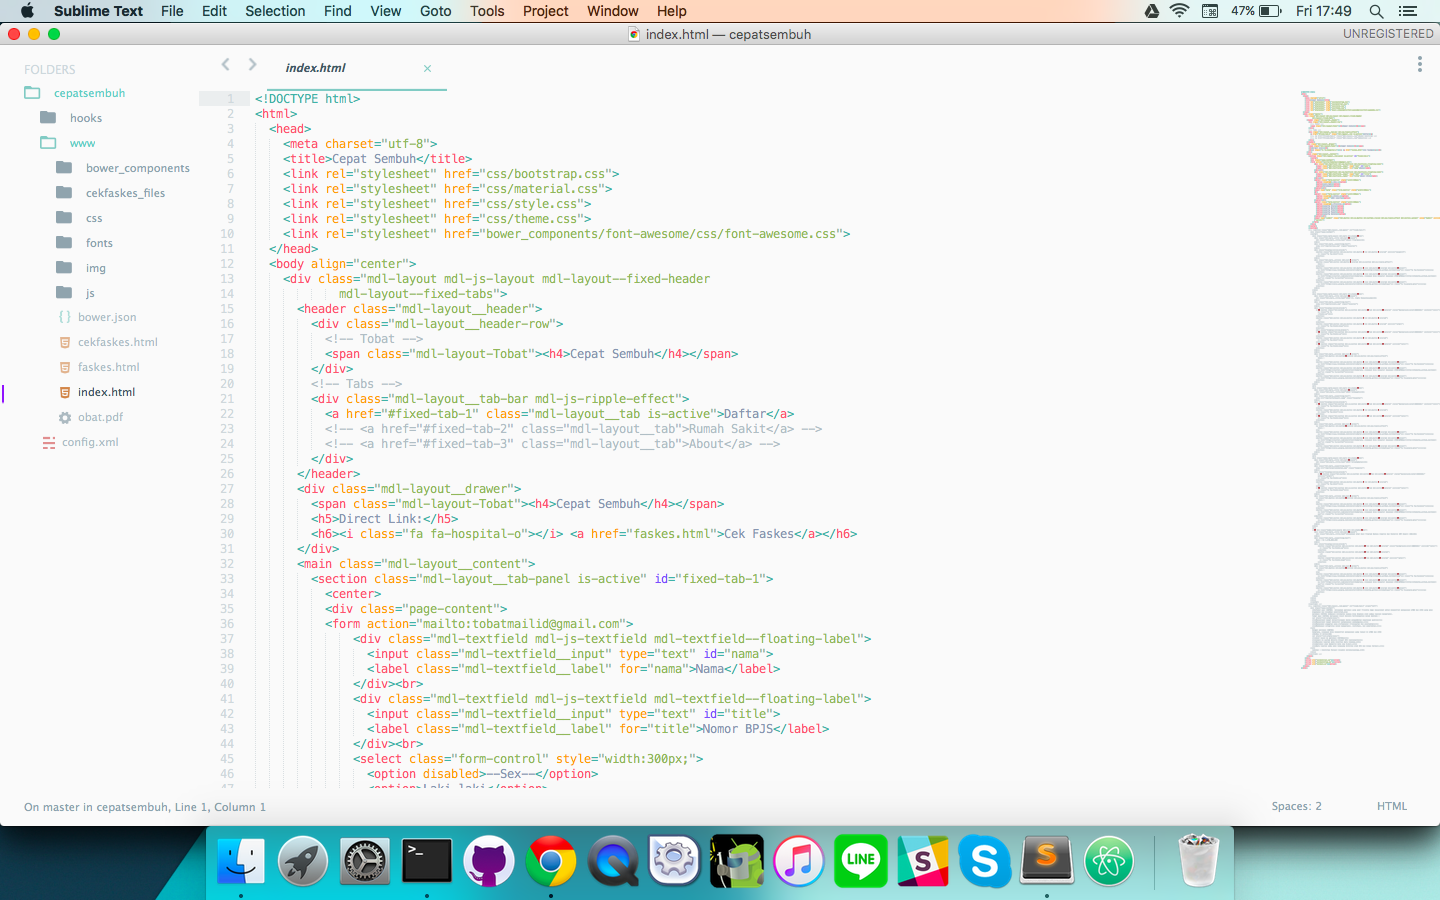 Sublime Text File Edit Selection Find View Goto Tools Project Window Help 47% Fri 17:49
index.html — cepatsembuh UNREGISTERED
FOLDERS
cepatsembuh
hooks
www
bower_components
cekfaskes_files
css
fonts
img
js
bower.json
cekfaskes.html
faskes.html
index.html
obat.pdf
config.xml
index.html ×
1 <!DOCTYPE html>
2 <html>
3 <head>
4 <meta charset="utf-8">
5 <title>Cepat Sembuh</title>
6 <link rel="stylesheet" href="css/bootstrap.css">
7 <link rel="stylesheet" href="css/material.css">
8 <link rel="stylesheet" href="css/style.css">
9 <link rel="stylesheet" href="css/theme.css">
10 <link rel="stylesheet" href="bower_components/font-awesome/css/font-awesome.css">
11 </head>
12 <body align="center">
13 <div class="mdl-layout mdl-js-layout mdl-layout--fixed-header
14 mdl-layout--fixed-tabs">
15 <header class="mdl-layout__header">
16 <div class="mdl-layout__header-row">
17 <!-- Tobat -->
18 <span class="mdl-layout-Tobat"><h4>Cepat Sembuh</h4></span>
19 </div>
20 <!-- Tabs -->
21 <div class="mdl-layout__tab-bar mdl-js-ripple-effect">
22 <a href="#fixed-tab-1" class="mdl-layout__tab is-active">Daftar</a>
23 <!-- <a href="#fixed-tab-2" class="mdl-layout__tab">Rumah Sakit</a> -->
24 <!-- <a href="#fixed-tab-3" class="mdl-layout__tab">About</a> -->
25 </div>
26 </header>
27 <div class="mdl-layout__drawer">
28 <span class="mdl-layout-Tobat"><h4>Cepat Sembuh</h4></span>
29 <h5>Direct Link:</h5>
30 <h6><i class="fa fa-hospital-o"></i> <a href="faskes.html">Cek Faskes</a></h6>
31 </div>
32 <main class="mdl-layout__content">
33 <section class="mdl-layout__tab-panel is-active" id="fixed-tab-1">
34 <center>
35 <div class="page-content">
36 <form action="mailto:tobatmailid@gmail.com">
37 <div class="mdl-textfield mdl-js-textfield mdl-textfield--floating-label">
38 <input class="mdl-textfield__input" type="text" id="nama">
39 <label class="mdl-textfield__label" for="nama">Nama</label>
40 </div><br>
41 <div class="mdl-textfield mdl-js-textfield mdl-textfield--floating-label">
42 <input class="mdl-textfield__input" type="text" id="title">
43 <label class="mdl-textfield__label" for="title">Nomor BPJS</label>
44 </div><br>
45 <select class="form-control" style="width:300px;">
46 <option disabled>--Sex--</option>
47 <option>Laki-laki</option>
On master in cepatsembuh, Line 1, Column 1 Spaces: 2 HTML
>_ LINE